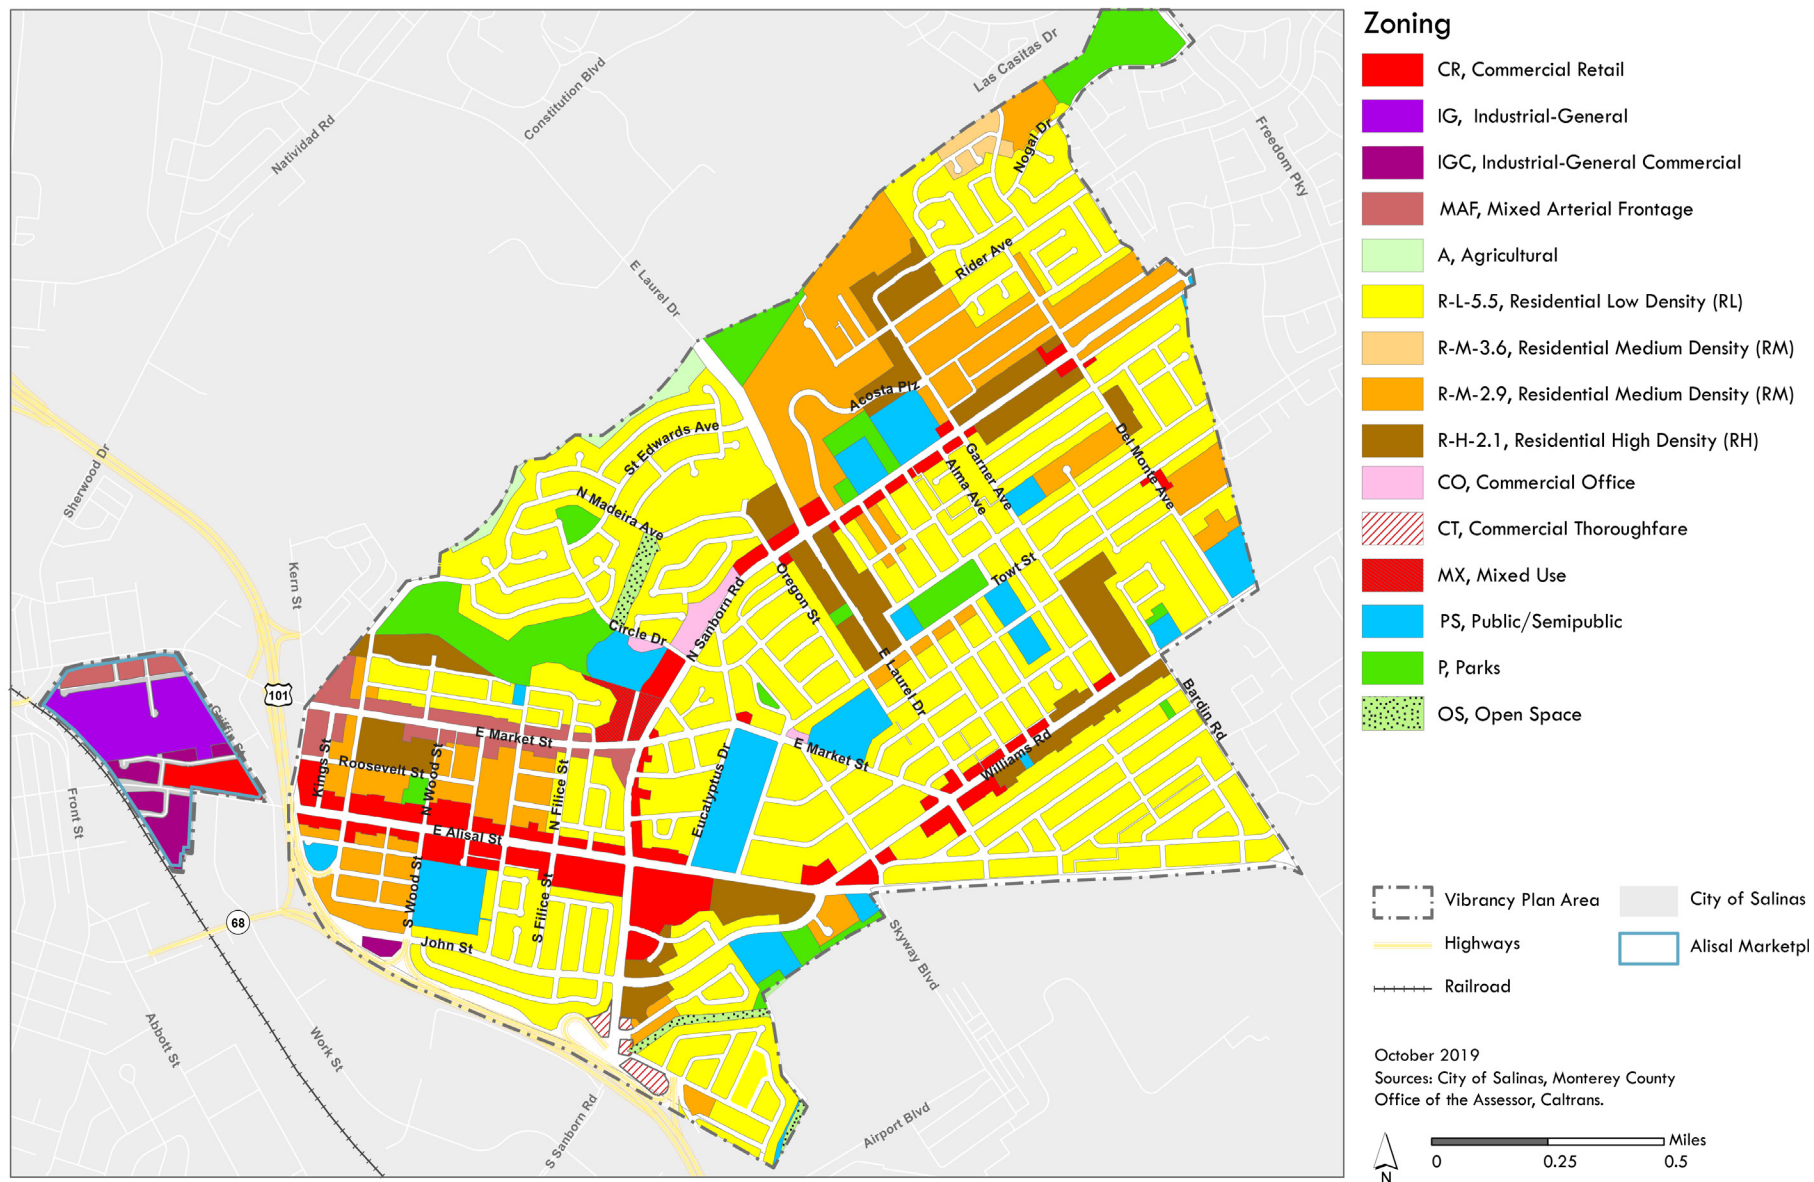 Zoning
CR, Commercial Retail
IG, Industrial-General
IGC, Industrial-General Commercial
MAF, Mixed Arterial Frontage
A, Agricultural
R-L-5.5, Residential Low Density (RL)
R-M-3.6, Residential Medium Density (RM)
R-M-2.9, Residential Medium Density (RM)
R-H-2.1, Residential High Density (RH)
CO, Commercial Office
CT, Commercial Thoroughfare
MX, Mixed Use
PS, Public/Semipublic
P, Parks
OS, Open Space
Vibrancy Plan Area
City of Salinas
Highways
Alisal Marketpl
Railroad
October 2019
Sources: City of Salinas, Monterey County
Office of the Assessor, Caltrans.
Miles
0
0.25
0.5
N
Las Casitas Dr
Constitution Blvd
Natividad Rd
Freedom Pky
Nogal Dr
Rider Ave
E Laurel Dr
Acosta Plz
St Edwards Ave
Sherwood Dr
N Madeira Ave
Alma Ave
Garner Ave
Del Monte Ave
Kern St
Oregon St
Towt St
N Sanborn Rd
Circle Dr
E Laurel Dr
Bardin Rd
101
Griffin St
E Market St
E Market St
Williams Rd
Kings St
Roosevelt St
N Wood St
N Filice St
Eucalyptus Dr
Front St
E Alisal St
S Wood St
S Filice St
68
John St
Skyway Blvd
Abbott St
Work St
S Sanborn Rd
Airport Blvd